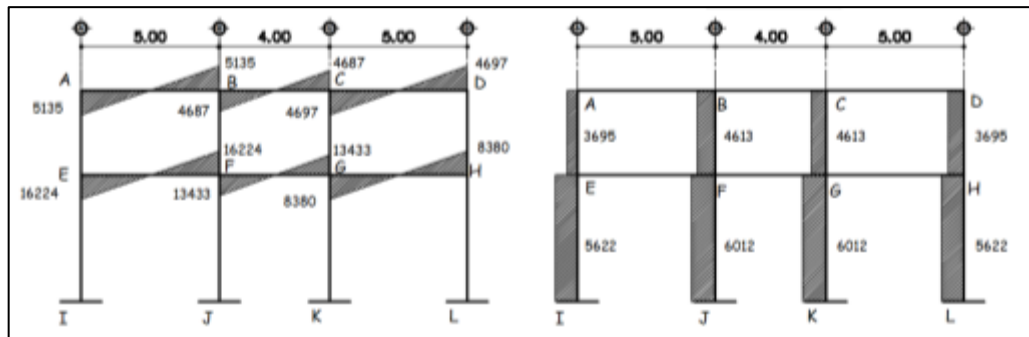 5.00 4.00 5.00 5.00 4.00 5.00
5135 4687 4697
A B C D A B C D
5135 4687 4697 3695 4613 4613 3695
16224 13433 8380
E F G H E F G H
16224 13433 8380
5622 6012 6012 5622
I J K L I J K L